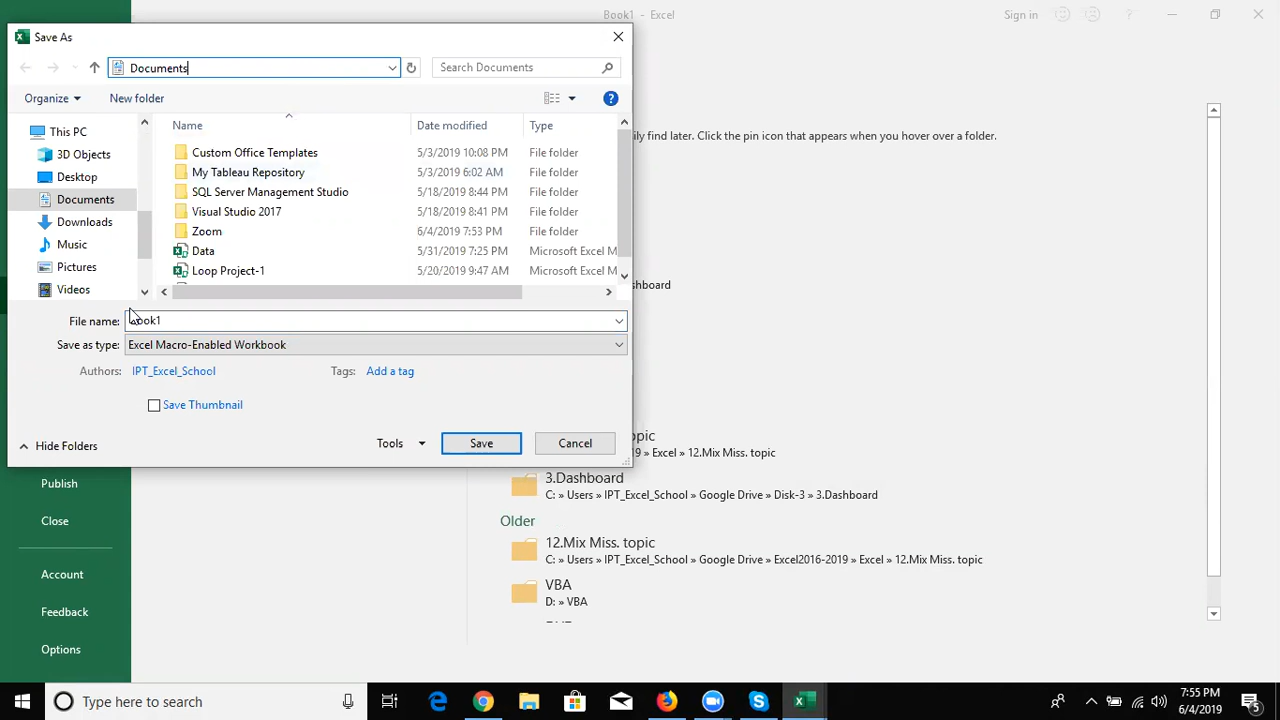 Book1 - Excel
Sign in
Save As
Documents
Search Documents
Organize
New folder
This PC
3D Objects
Desktop
Documents
Downloads
Music
Pictures
Videos
Name
Date modified
Type
Custom Office Templates
5/3/2019 10:08 PM
File folder
My Tableau Repository
5/3/2019 6:02 AM
File folder
SQL Server Management Studio
5/18/2019 8:44 PM
File folder
Visual Studio 2017
5/18/2019 8:41 PM
File folder
Zoom
6/4/2019 7:53 PM
File folder
Data
5/31/2019 7:25 PM
Microsoft Excel M
Loop Project-1
5/20/2019 9:47 AM
Microsoft Excel M
File name:
Book1
Save as type:
Excel Macro-Enabled Workbook
Authors:
IPT_Excel_School
Tags:
Add a tag
Save Thumbnail
Hide Folders
Tools
Save
Cancel
ily find later. Click the pin icon that appears when you hover over a folder.
hboard
opic
19 » Excel » 12.Mix Miss. topic
3.Dashboard
C: » Users » IPT_Excel_School » Google Drive » Disk-3 » 3.Dashboard
Older
12.Mix Miss. topic
C: » Users » IPT_Excel_School » Google Drive » Excel2016-2019 » Excel » 12.Mix Miss. topic
VBA
D: » VBA
Publish
Close
Account
Feedback
Options
Type here to search
7:55 PM
6/4/2019
5